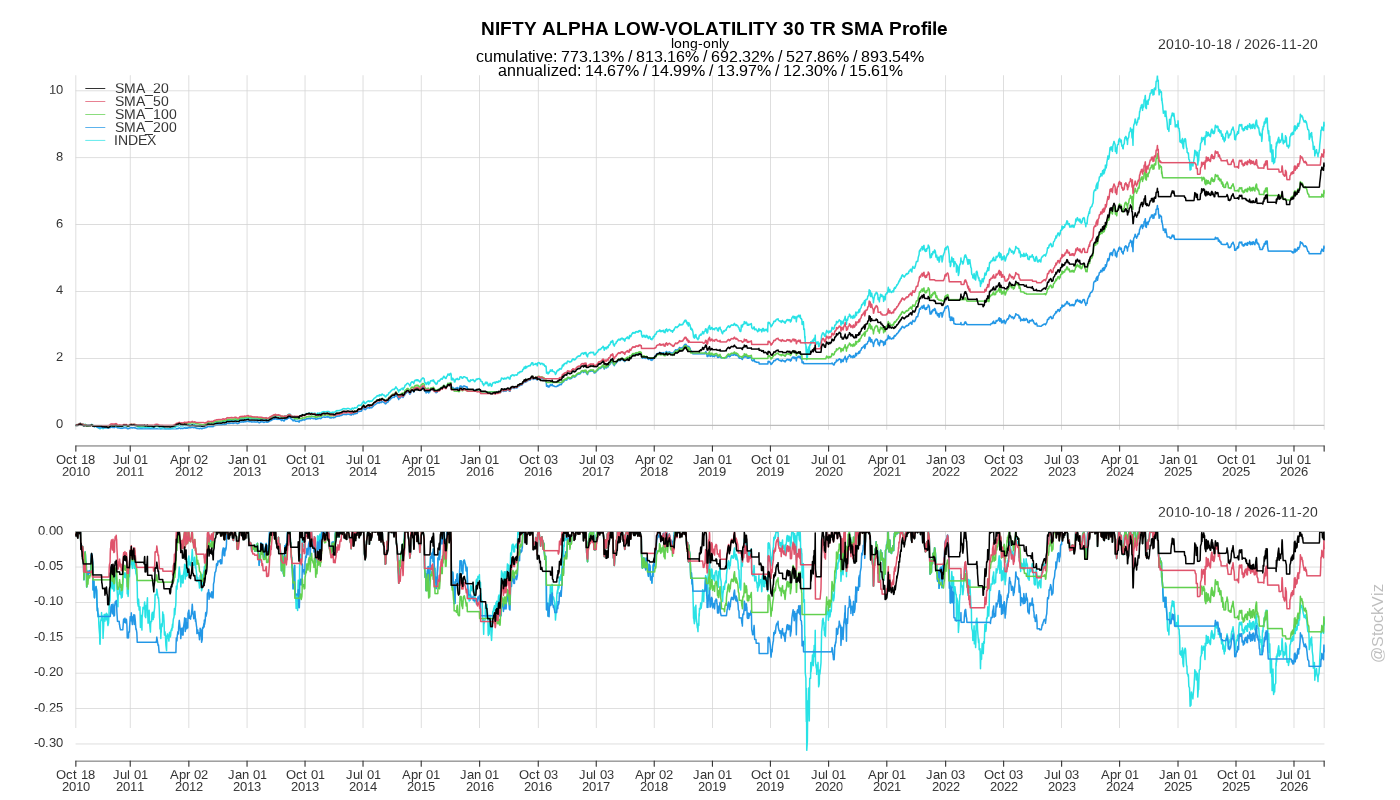 NIFTY ALPHA LOW-VOLATILITY 30 TR SMA Profile
long-only
cumulative: 773.13% / 813.16% / 692.32% / 527.86% / 893.54%
annualized: 14.67% / 14.99% / 13.97% / 12.30% / 15.61%
2010-10-18 / 2026-11-20
SMA_20
SMA_50
SMA_100
SMA_200
INDEX
10
8
6
4
2
0
Oct 18 Jul 01 Apr 02 Jan 01 Oct 01 Jul 01 Apr 01 Jan 01 Oct 03 Jul 03 Apr 02 Jan 01 Oct 01 Jul 01 Apr 01 Jan 03 Oct 03 Jul 03 Apr 01 Jan 01 Oct 01 Jul 01
2010 2011 2012 2013 2013 2014 2015 2016 2016 2017 2018 2019 2019 2020 2021 2022 2022 2023 2024 2025 2025 2026
2010-10-18 / 2026-11-20
0.00
-0.05
-0.10
-0.15
-0.20
-0.25
-0.30
Oct 18 Jul 01 Apr 02 Jan 01 Oct 01 Jul 01 Apr 01 Jan 01 Oct 03 Jul 03 Apr 02 Jan 01 Oct 01 Jul 01 Apr 01 Jan 03 Oct 03 Jul 03 Apr 01 Jan 01 Oct 01 Jul 01
2010 2011 2012 2013 2013 2014 2015 2016 2016 2017 2018 2019 2019 2020 2021 2022 2022 2023 2024 2025 2025 2026
@StockViz